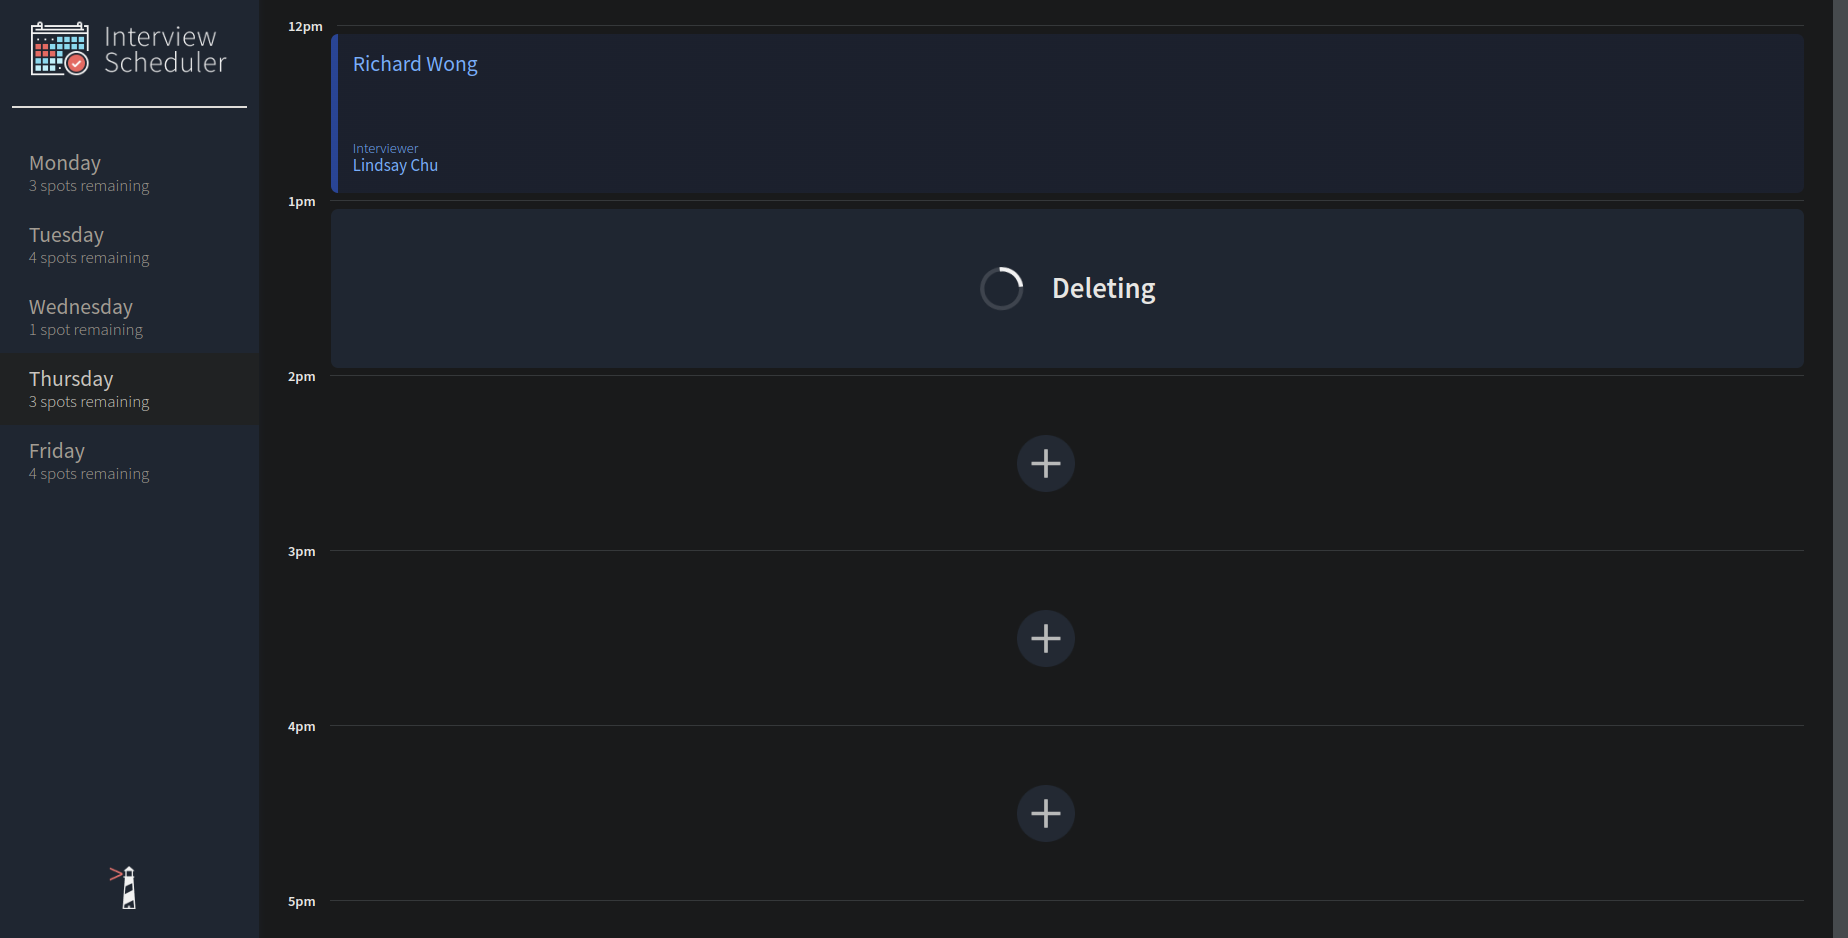 Interview
Scheduler
Monday
3 spots remaining
Tuesday
4 spots remaining
Wednesday
1 spot remaining
Thursday
3 spots remaining
Friday
4 spots remaining
12pm
Richard Wong
Interviewer
Lindsay Chu
1pm
Deleting
2pm
3pm
4pm
5pm